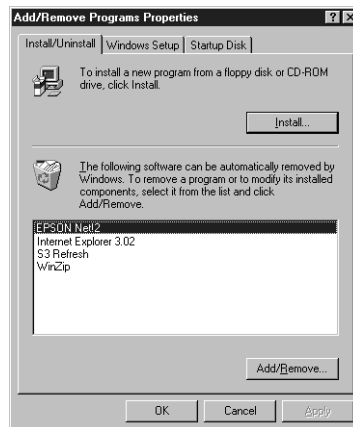 Add/Remove Programs Properties
Install/Uninstall
Windows Setup
Startup Disk
To install a new program from a floppy disk or CD-ROM
drive, click Install.
Install...
The following software can be automatically removed by
Windows. To remove a program or to modify its installed
components, select it from the list and click
Add/Remove.
EPSON Net!2
Internet Explorer 3.02
S3 Refresh
WinZip
Add/Remove...
OK
Cancel
Apply